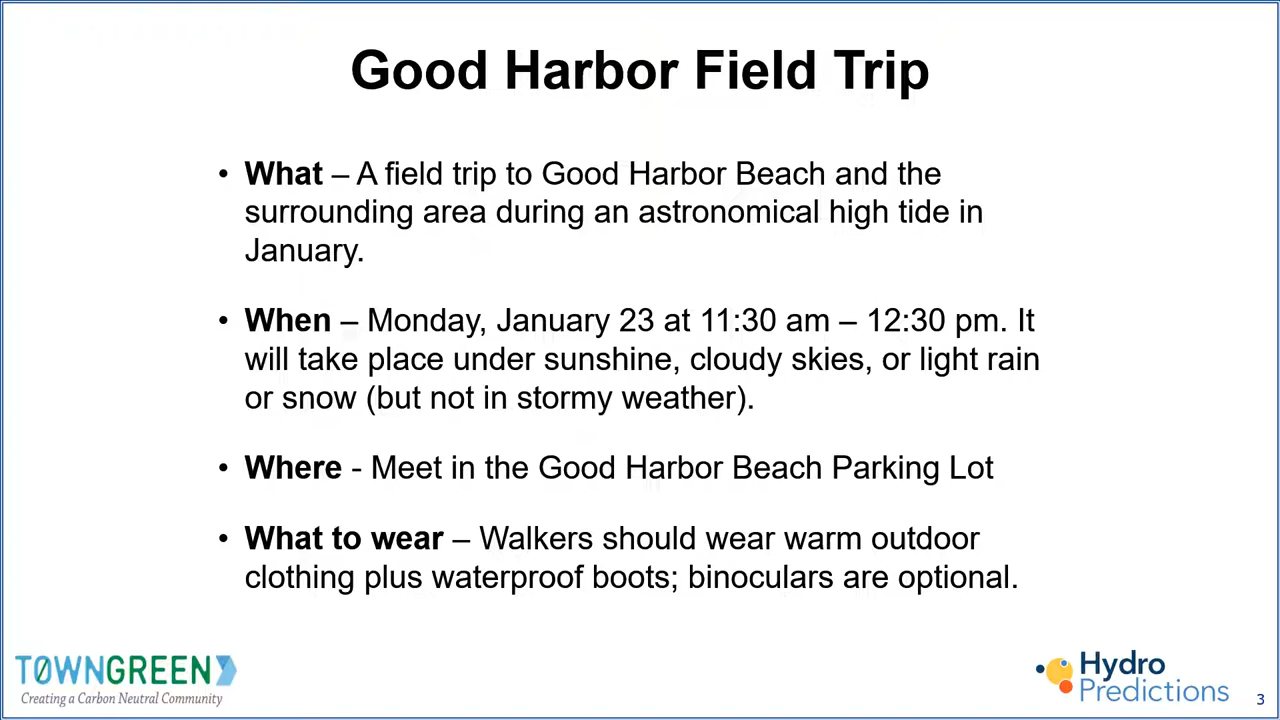 Good Harbor Field Trip
• What – A field trip to Good Harbor Beach and the
surrounding area during an astronomical high tide in
January.
• When – Monday, January 23 at 11:30 am – 12:30 pm. It
will take place under sunshine, cloudy skies, or light rain
or snow (but not in stormy weather).
• Where - Meet in the Good Harbor Beach Parking Lot
• What to wear – Walkers should wear warm outdoor
clothing plus waterproof boots; binoculars are optional.
TOWNGREEN
Creating a Carbon Neutral Community
Hydro
Predictions
3